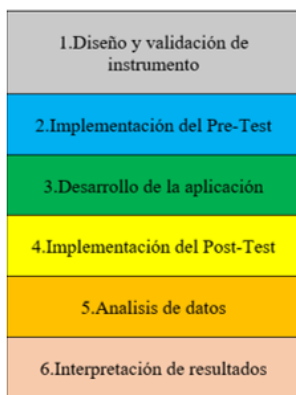 1.Diseño y validación de
instrumento
2.Implementación del Pre-Test
3.Desarrollo de la aplicación
4.Implementación del Post-Test
5.Analisis de datos
6.Interpretación de resultados